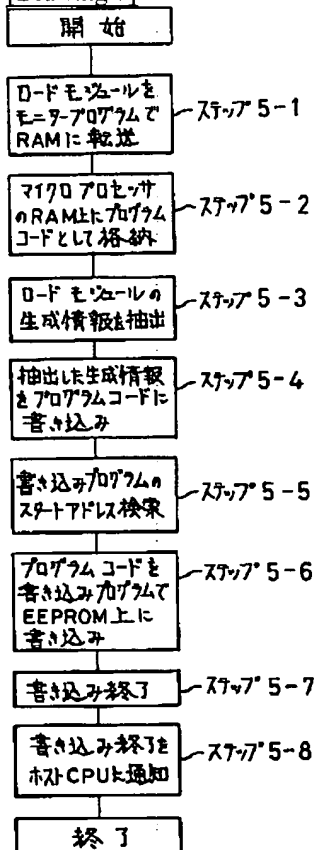 開始
ロードモジュールを
モニタープログラムで
RAMに転送
ステップ5-1
マイクロプロセッサ
のRAM上にプログラム
コードとして格納
ステップ5-2
ロードモジュールの
生成情報を抽出
ステップ5-3
抽出した生成情報
をプログラムコードに
書き込み
ステップ5-4
書き込みプログラムの
スタートアドレス検索
ステップ5-5
プログラムコードを
書き込みプログラムで
EEPROM上に
書き込み
ステップ5-6
書き込み終了
ステップ5-7
書き込み終了を
ホストCPUに通知
ステップ5-8
終了